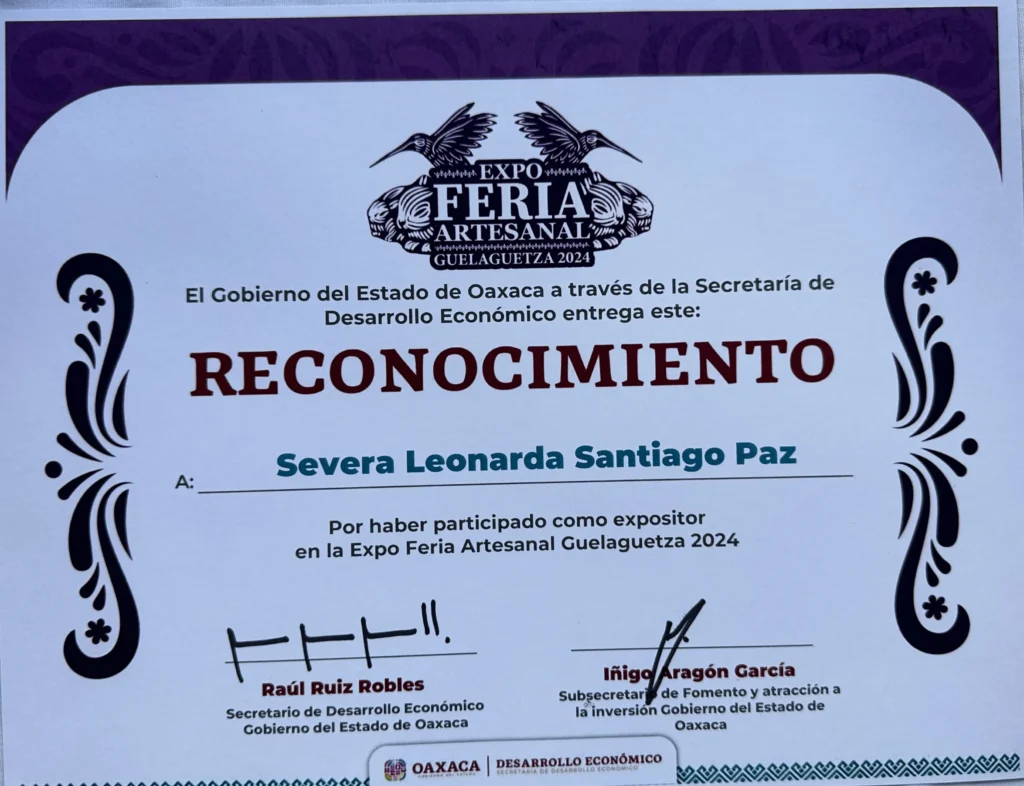 EXPO
FERIA
ARTESANAL
GUELAGUETZA 2024
El Gobierno del Estado de Oaxaca a través de la Secretaría de
Desarrollo Económico entrega este:
RECONOCIMIENTO
A: Severa Leonarda Santiago Paz
Por haber participado como expositor
en la Expo Feria Artesanal Guelaguetza 2024
Raúl Ruiz Robles
Secretario de Desarrollo Económico
Gobierno del Estado de Oaxaca
Iñigo Aragón García
Subsecretario de Fomento y atracción a
la inversión Gobierno del Estado de
Oaxaca
OAXACA
GOBIERNO DEL ESTADO
DESARROLLO ECONÓMICO
SECRETARÍA DE DESARROLLO ECONÓMICO